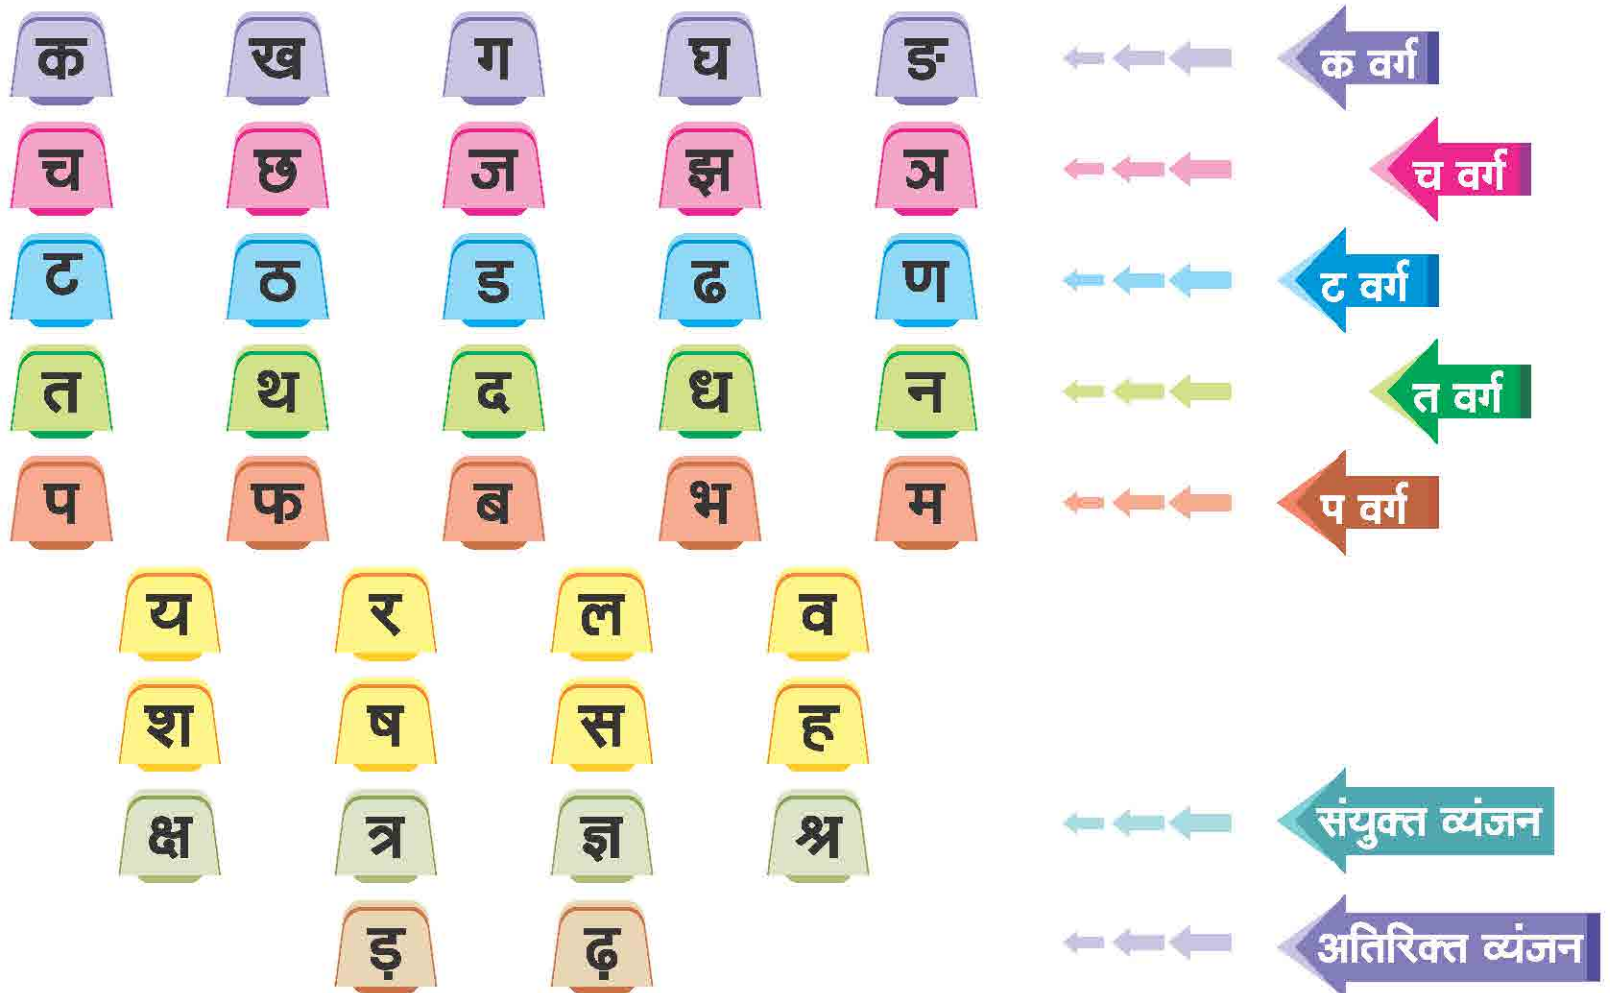 क ख ग घ ङ क वर्ग
च छ ज झ ञ च वर्ग
ट ठ ड ढ ण ट वर्ग
त थ द ध न त वर्ग
प फ ब भ म प वर्ग
य र ल व
श ष स ह
क्ष त्र ज्ञ श्र संयुक्त व्यंजन
ड़ ढ़ अतिरिक्त व्यंजन